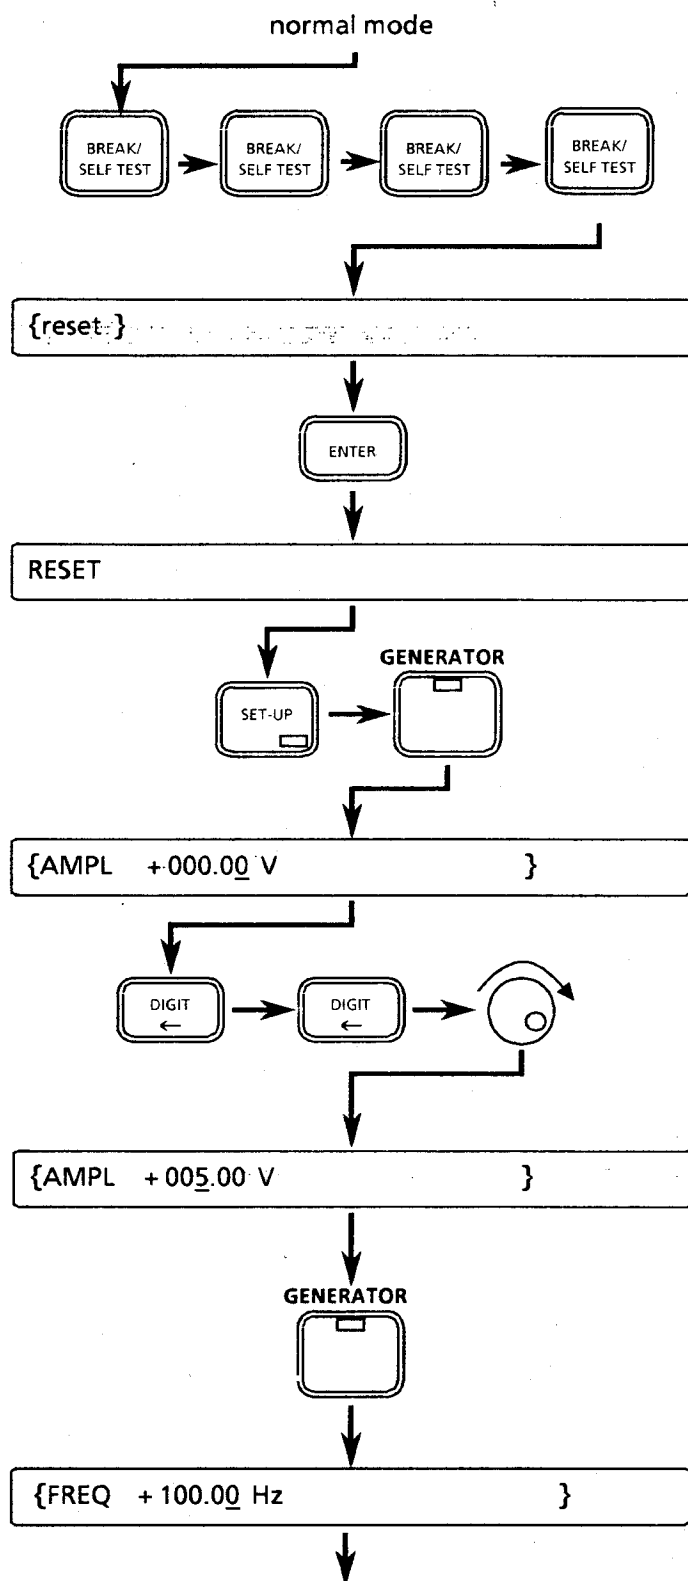 normal mode
BREAK/
SELF TEST
BREAK/
SELF TEST
BREAK/
SELF TEST
BREAK/
SELF TEST
{reset }
ENTER
RESET
GENERATOR
SET-UP
{AMPL +000.00 V }
DIGIT
←
DIGIT
←
{AMPL +005.00 V }
GENERATOR
{FREQ +100.00 Hz }